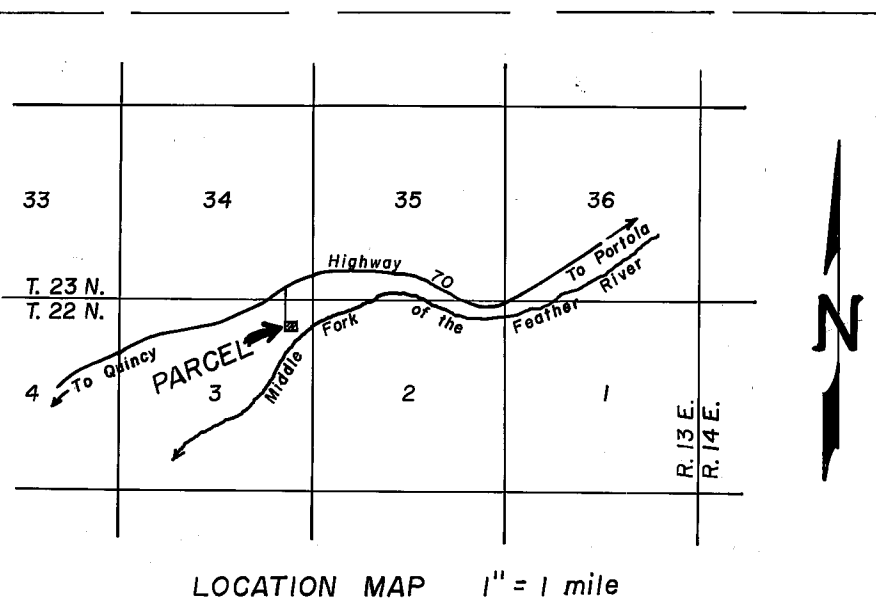 33
34
35
36
Highway 70
To Portola
T. 23 N.
T. 22 N.
Middle Fork of the Feather River
To Quincy
PARCEL
4
3
2
1
R. 13 E.
R. 14 E.
N
LOCATION MAP 1" = 1 mile